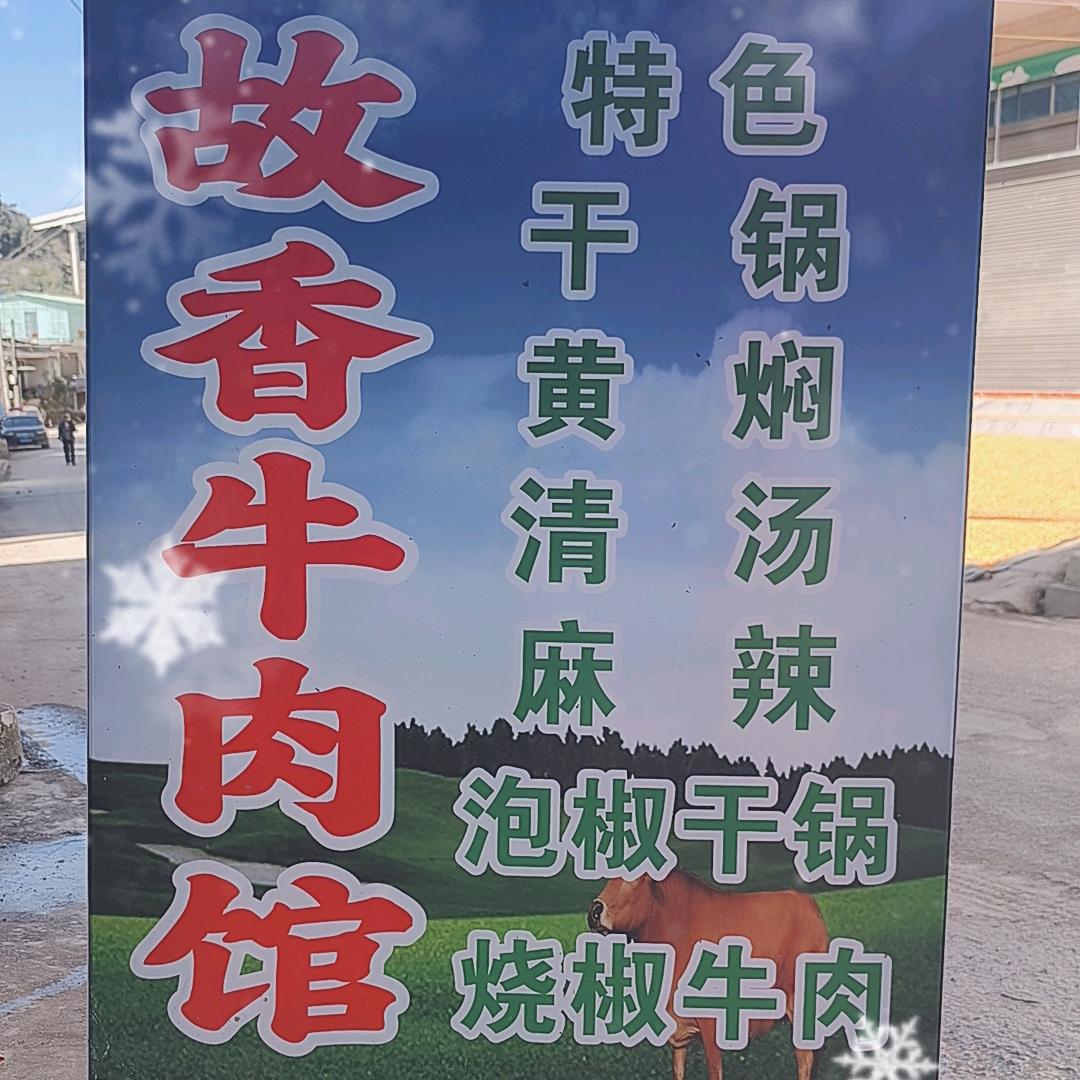 故香牛肉馆
特色
干锅
黄焖
清汤
麻辣
泡椒干锅
烧椒牛肉